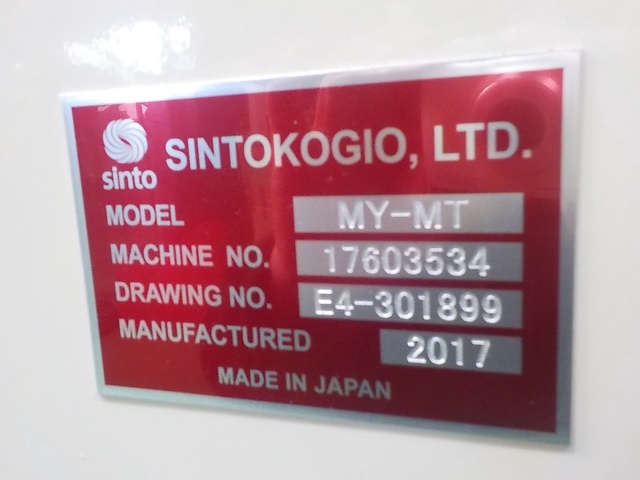 sinto
SINTOKOGIO, LTD.
MODEL MY-MT
MACHINE NO. 17603534
DRAWING NO. E4-301899
MANUFACTURED 2017
MADE IN JAPAN